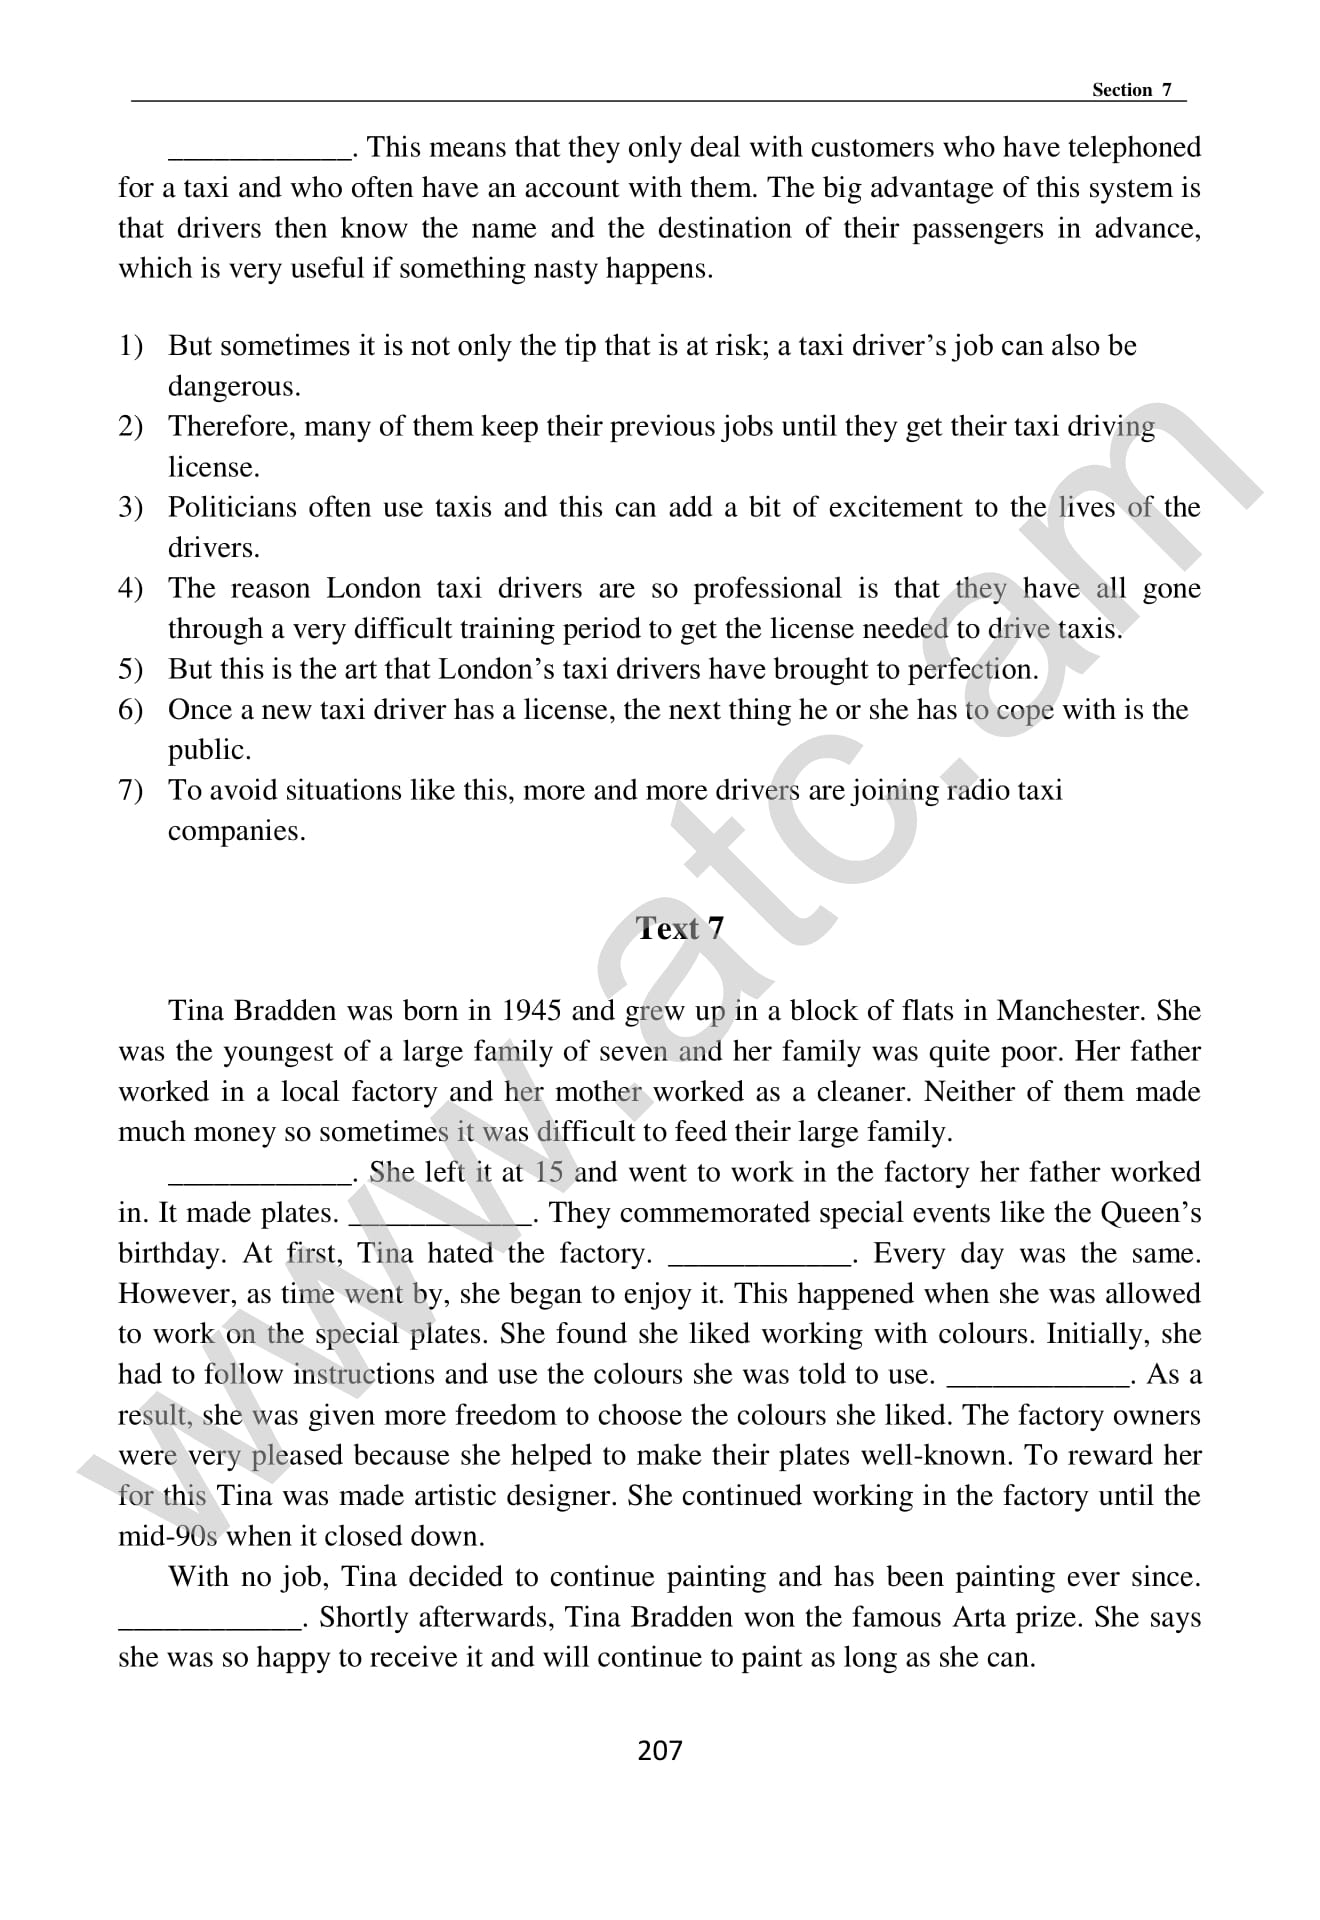 Section 7
____________. This means that they only deal with customers who have telephoned
for a taxi and who often have an account with them. The big advantage of this system is
that drivers then know the name and the destination of their passengers in advance,
which is very useful if something nasty happens.
1) But sometimes it is not only the tip that is at risk; a taxi driver’s job can also be
dangerous.
2) Therefore, many of them keep their previous jobs until they get their taxi driving
license.
3) Politicians often use taxis and this can add a bit of excitement to the lives of the
drivers.
4) The reason London taxi drivers are so professional is that they have all gone
through a very difficult training period to get the license needed to drive taxis.
5) But this is the art that London’s taxi drivers have brought to perfection.
6) Once a new taxi driver has a license, the next thing he or she has to cope with is the
public.
7) To avoid situations like this, more and more drivers are joining radio taxi
companies.
Text 7
Tina Bradden was born in 1945 and grew up in a block of flats in Manchester. She
was the youngest of a large family of seven and her family was quite poor. Her father
worked in a local factory and her mother worked as a cleaner. Neither of them made
much money so sometimes it was difficult to feed their large family.
____________. She left it at 15 and went to work in the factory her father worked
in. It made plates. ____________. They commemorated special events like the Queen’s
birthday. At first, Tina hated the factory. ____________. Every day was the same.
However, as time went by, she began to enjoy it. This happened when she was allowed
to work on the special plates. She found she liked working with colours. Initially, she
had to follow instructions and use the colours she was told to use. ____________. As a
result, she was given more freedom to choose the colours she liked. The factory owners
were very pleased because she helped to make their plates well-known. To reward her
for this Tina was made artistic designer. She continued working in the factory until the
mid-90s when it closed down.
With no job, Tina decided to continue painting and has been painting ever since.
____________. Shortly afterwards, Tina Bradden won the famous Arta prize. She says
she was so happy to receive it and will continue to paint as long as she can.
207
www.atc.am